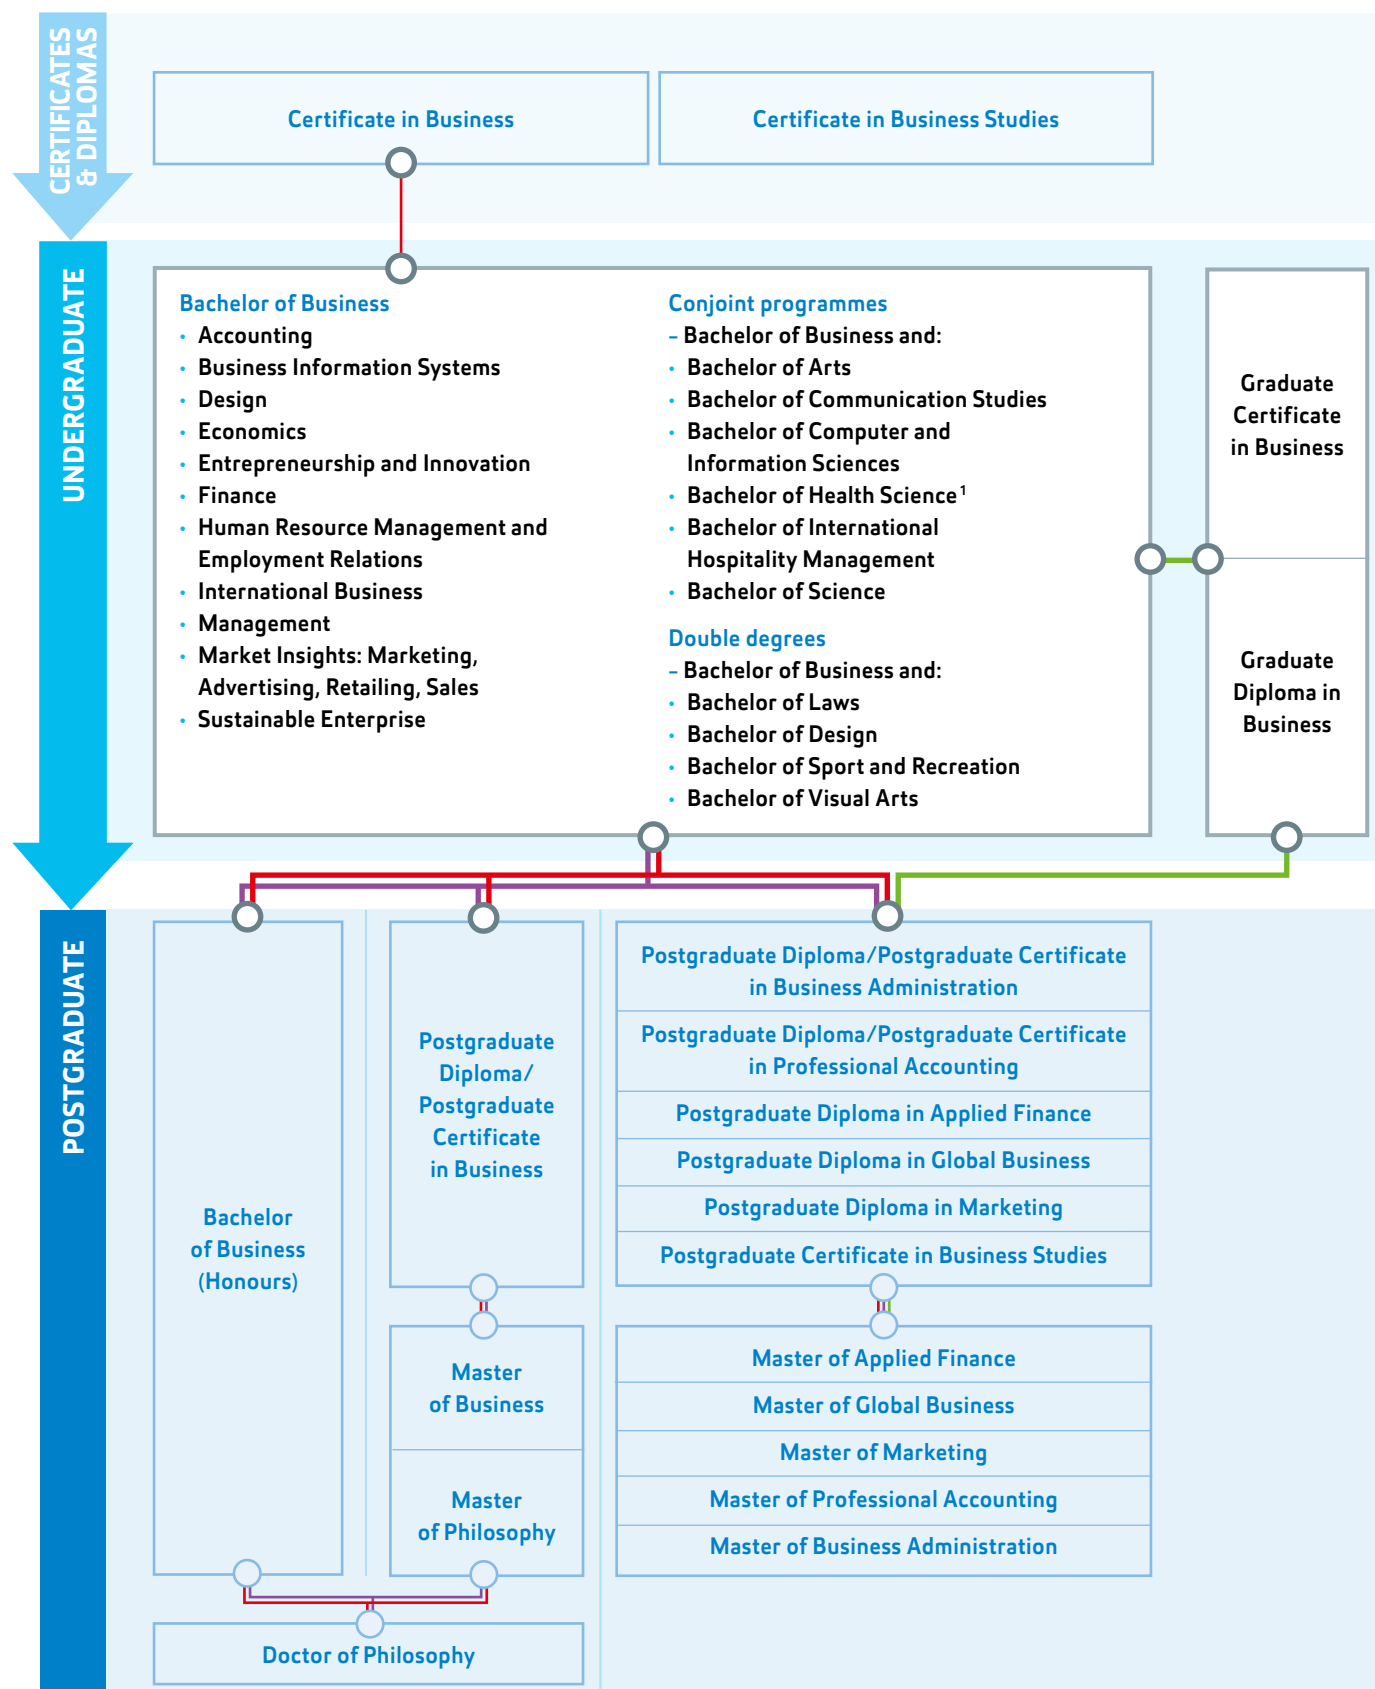 CERTIFICATES
& DIPLOMAS
Certificate in Business
Certificate in Business Studies
UNDERGRADUATE
Bachelor of Business
• Accounting
• Business Information Systems
• Design
• Economics
• Entrepreneurship and Innovation
• Finance
• Human Resource Management and
Employment Relations
• International Business
• Management
• Market Insights: Marketing,
Advertising, Retailing, Sales
• Sustainable Enterprise
Conjoint programmes
– Bachelor of Business and:
• Bachelor of Arts
• Bachelor of Communication Studies
• Bachelor of Computer and
Information Sciences
• Bachelor of Health Science 1
• Bachelor of International
Hospitality Management
• Bachelor of Science
Double degrees
– Bachelor of Business and:
• Bachelor of Laws
• Bachelor of Design
• Bachelor of Sport and Recreation
• Bachelor of Visual Arts
Graduate
Certificate
in Business
Graduate
Diploma in
Business
POSTGRADUATE
Bachelor
of Business
(Honours)
Postgraduate
Diploma/
Postgraduate
Certificate
in Business
Master
of Business
Master
of Philosophy
Postgraduate Diploma/Postgraduate Certificate
in Business Administration
Postgraduate Diploma/Postgraduate Certificate
in Professional Accounting
Postgraduate Diploma in Applied Finance
Postgraduate Diploma in Global Business
Postgraduate Diploma in Marketing
Postgraduate Certificate in Business Studies
Master of Applied Finance
Master of Global Business
Master of Marketing
Master of Professional Accounting
Master of Business Administration
Doctor of Philosophy